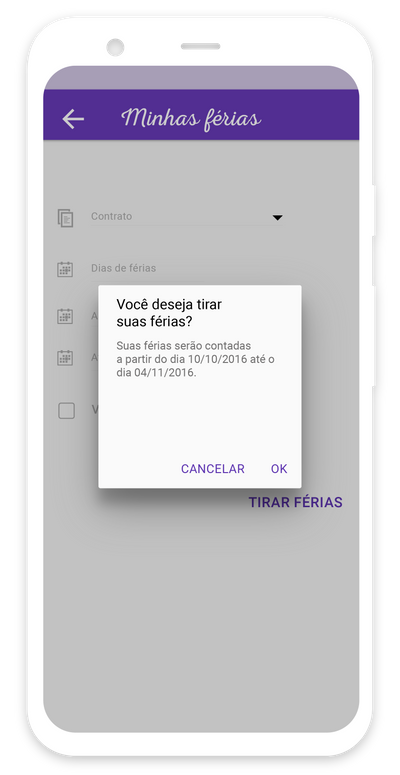 Minhas férias
Contrato
Dias de férias
Você deseja tirar
suas férias?
Suas férias serão contadas
a partir do dia 10/10/2016 até o
dia 04/11/2016.
CANCELAR OK
TIRAR FÉRIAS